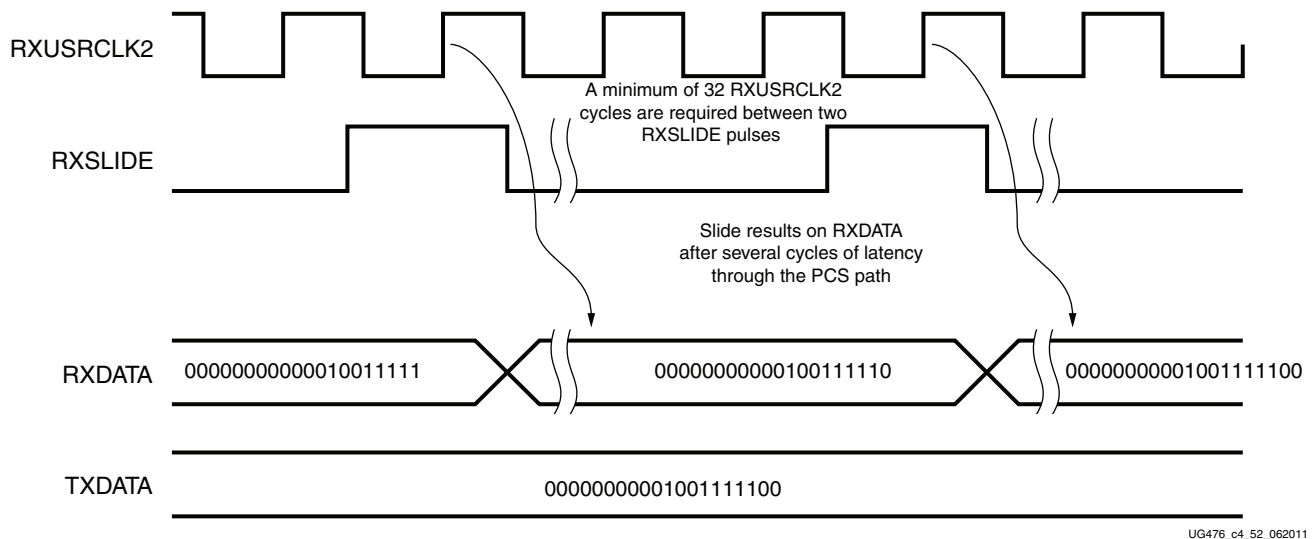 RXUSRCLK2
A minimum of 32 RXUSRCLK2
cycles are required between two
RXSLIDE pulses
RXSLIDE
Slide results on RXDATA
after several cycles of latency
through the PCS path
RXDATA
00000000000010011111
00000000000100111110
00000000001001111100
TXDATA
00000000001001111100
UG476_c4_52_062011